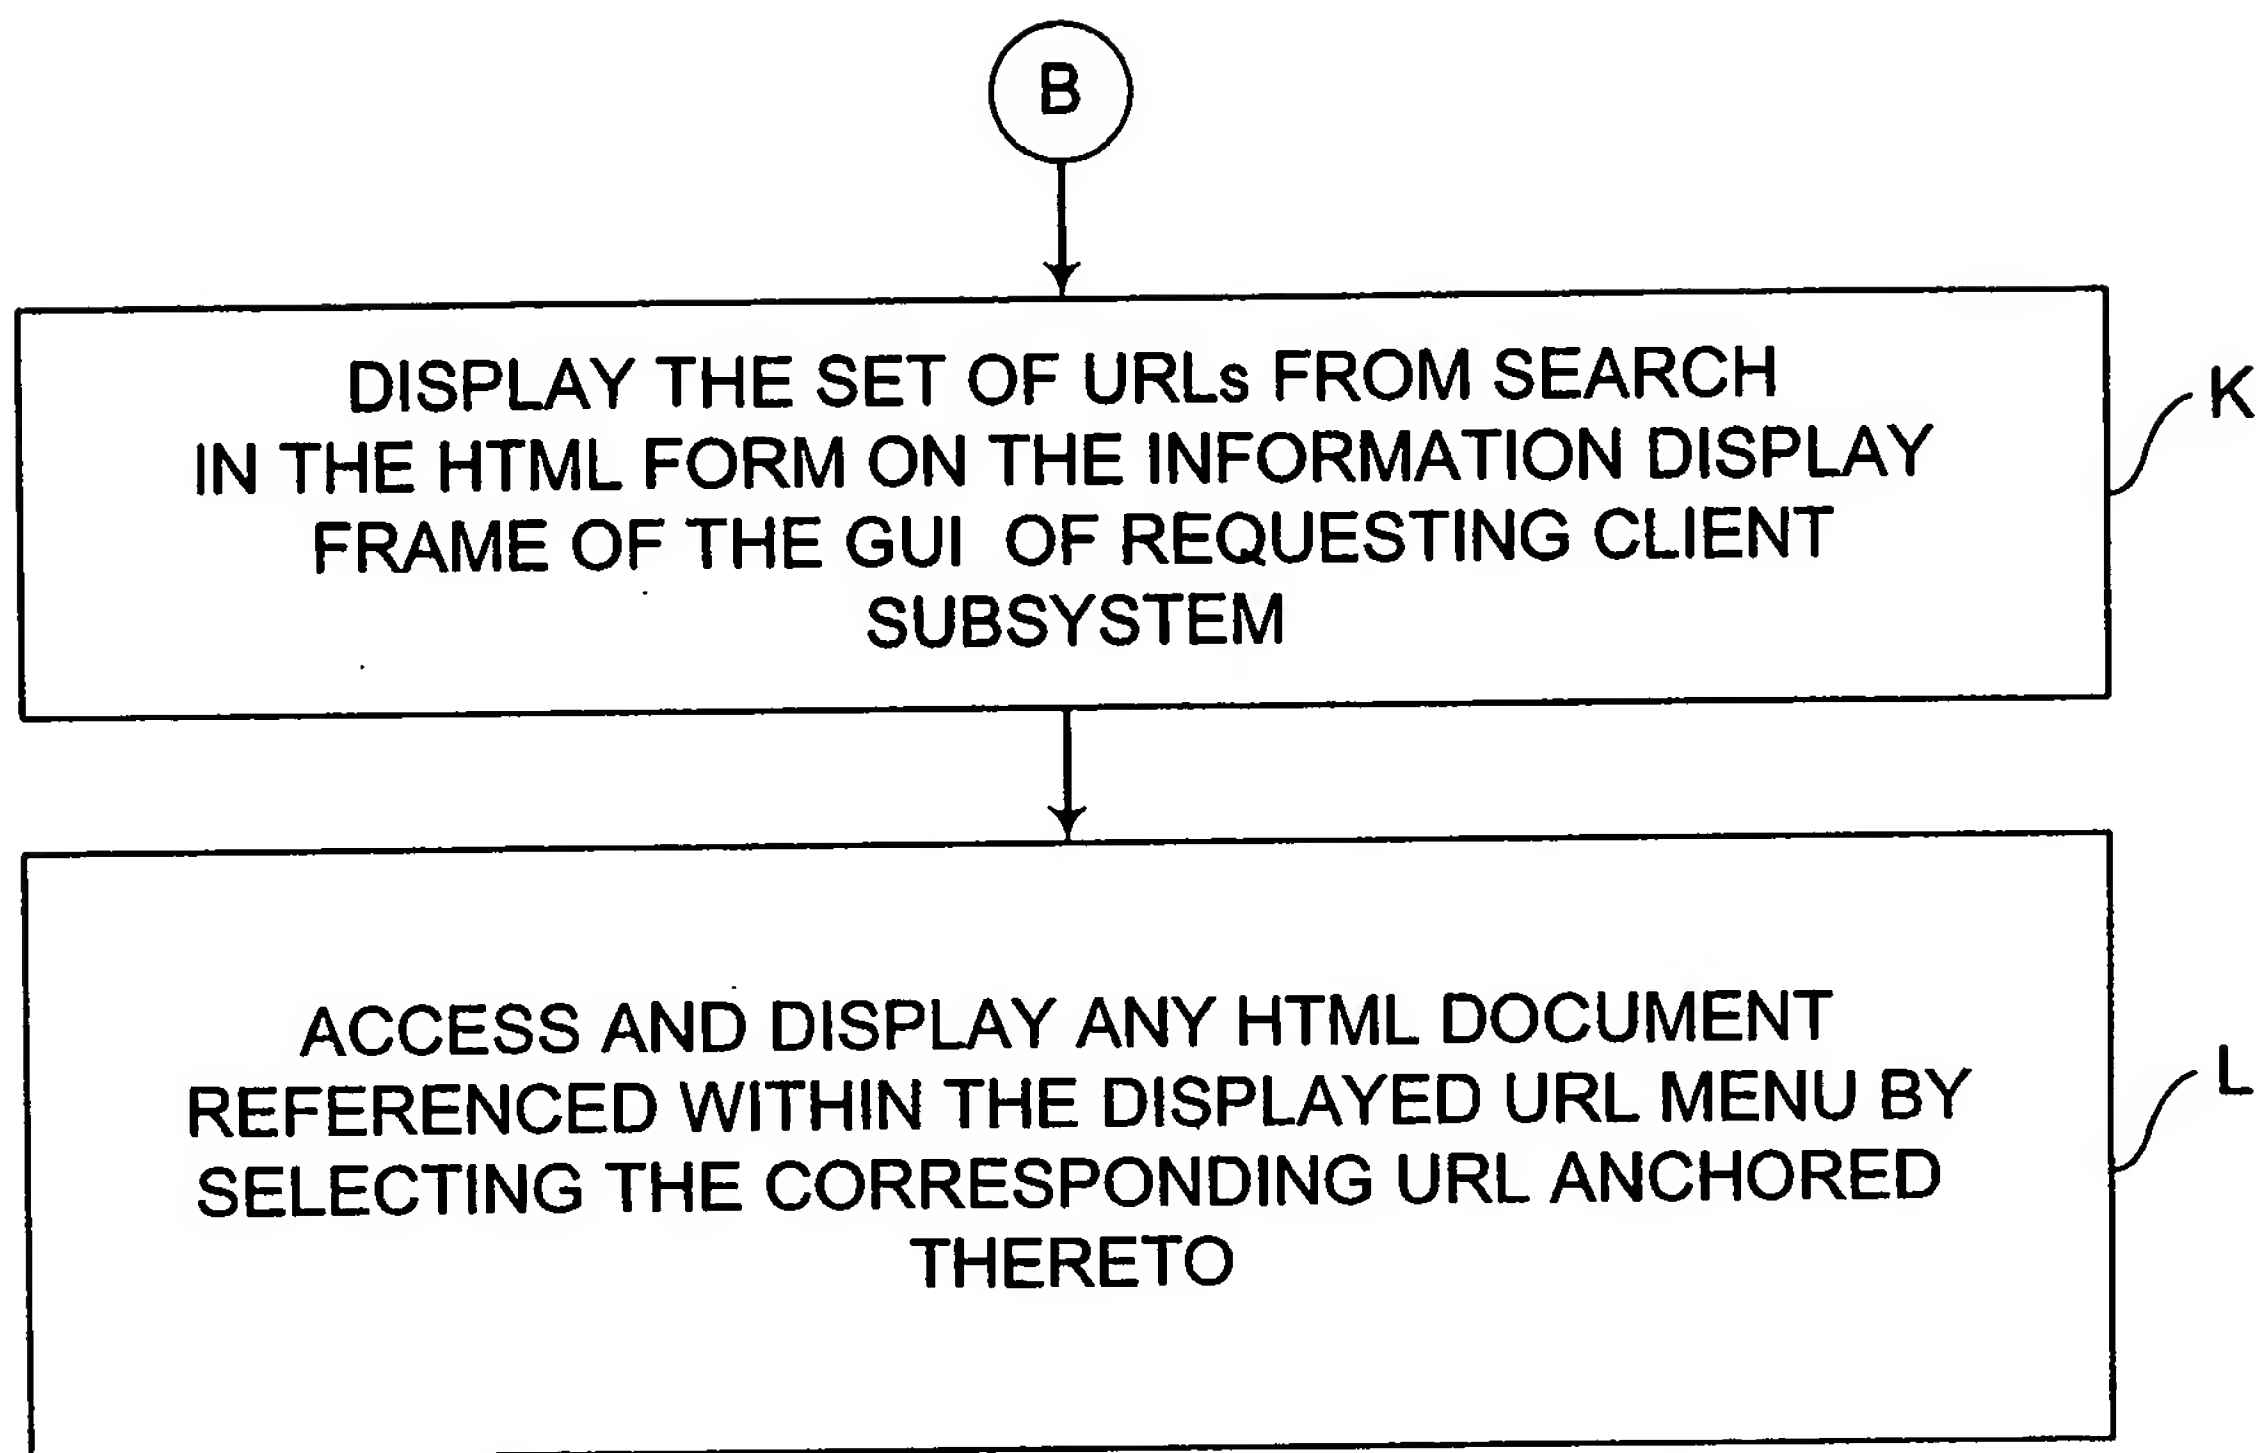 B
DISPLAY THE SET OF URLs FROM SEARCH
IN THE HTML FORM ON THE INFORMATION DISPLAY
FRAME OF THE GUI OF REQUESTING CLIENT
SUBSYSTEM
K
ACCESS AND DISPLAY ANY HTML DOCUMENT
REFERENCED WITHIN THE DISPLAYED URL MENU BY
SELECTING THE CORRESPONDING URL ANCHORED
THERETO
L